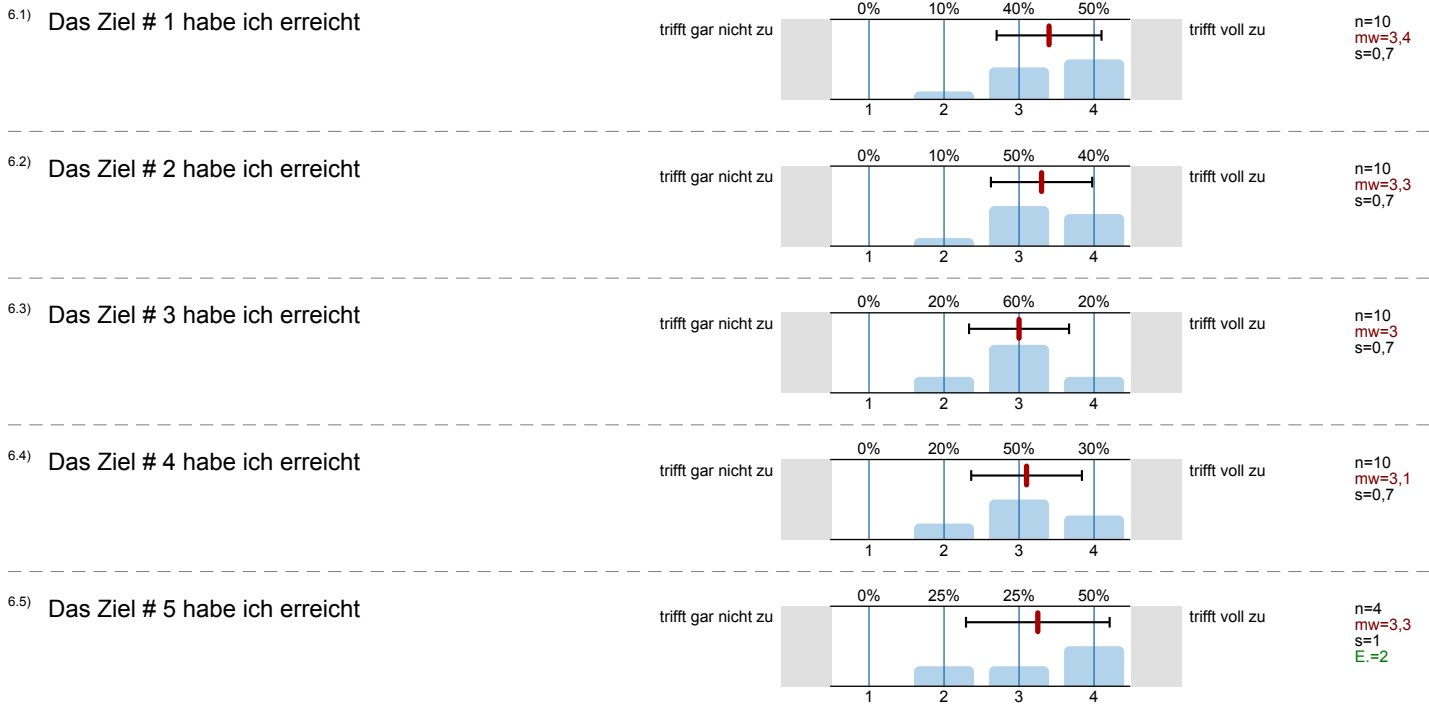 6.1) Das Ziel # 1 habe ich erreicht
trifft gar nicht zu
0% 10% 40% 50%
1 2 3 4
trifft voll zu
n=10
mw=3,4
s=0,7
6.2) Das Ziel # 2 habe ich erreicht
trifft gar nicht zu
0% 10% 50% 40%
1 2 3 4
trifft voll zu
n=10
mw=3,3
s=0,7
6.3) Das Ziel # 3 habe ich erreicht
trifft gar nicht zu
0% 20% 60% 20%
1 2 3 4
trifft voll zu
n=10
mw=3
s=0,7
6.4) Das Ziel # 4 habe ich erreicht
trifft gar nicht zu
0% 20% 50% 30%
1 2 3 4
trifft voll zu
n=10
mw=3,1
s=0,7
6.5) Das Ziel # 5 habe ich erreicht
trifft gar nicht zu
0% 25% 25% 50%
1 2 3 4
trifft voll zu
n=4
mw=3,3
s=1
E.=2